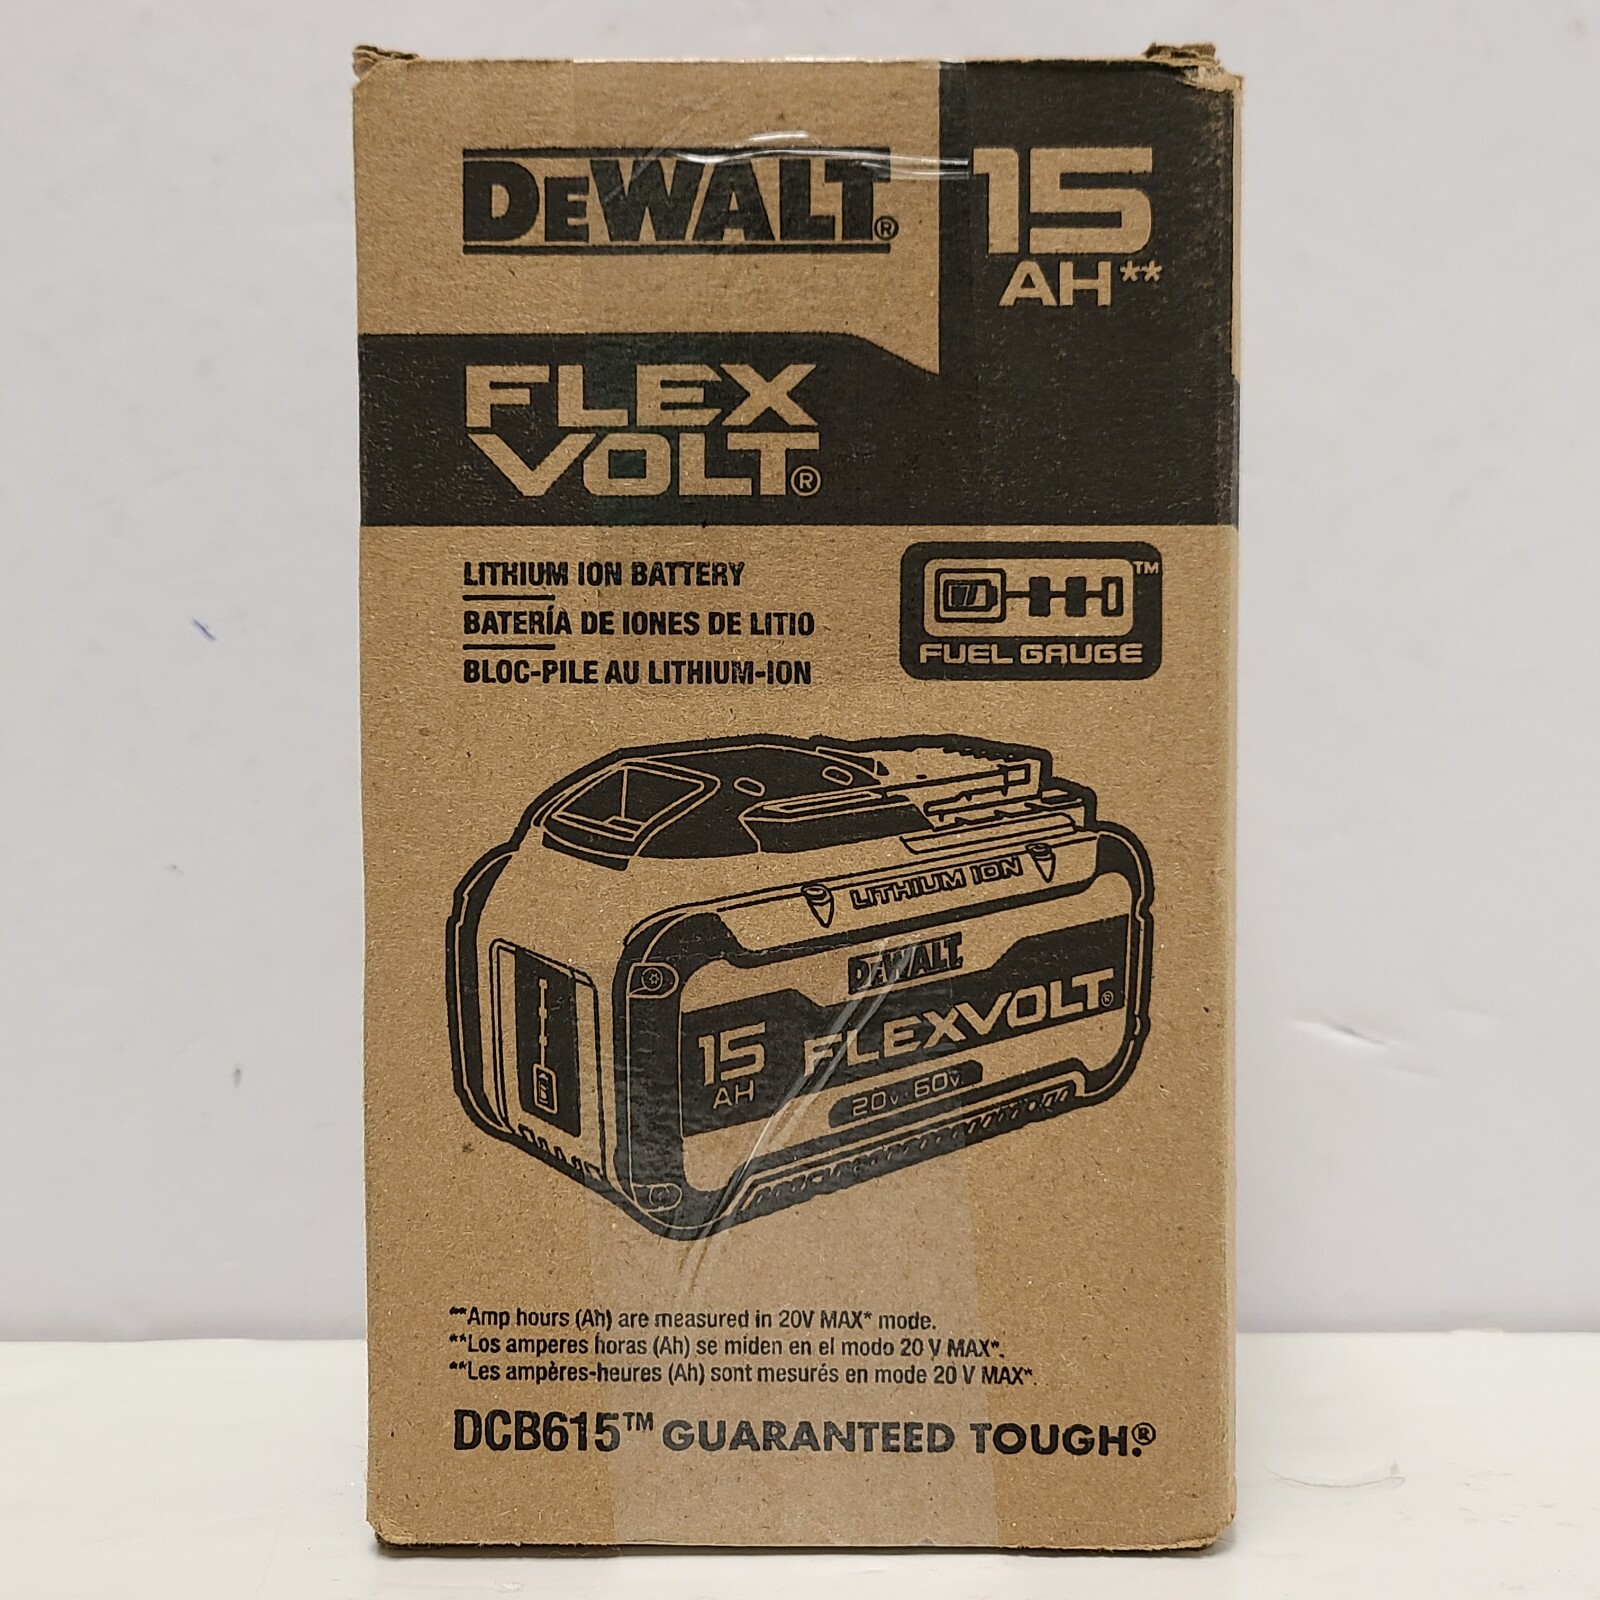 DEWALT®
15
AH**
FLEX
VOLT®
LITHIUM ION BATTERY
BATERÍA DE IONES DE LITIO
BLOC-PILE AU LITHIUM-ION
TM
FUEL GAUGE
LITHIUM ION
DEWALT
15
AH
FLEXVOLT®
20v·60v
**Amp hours (Ah) are measured in 20V MAX* mode.
**Los amperes horas (Ah) se miden en el modo 20 V MAX*.
**Les ampères-heures (Ah) sont mesurés en mode 20 V MAX*.
DCB615™ GUARANTEED TOUGH.®